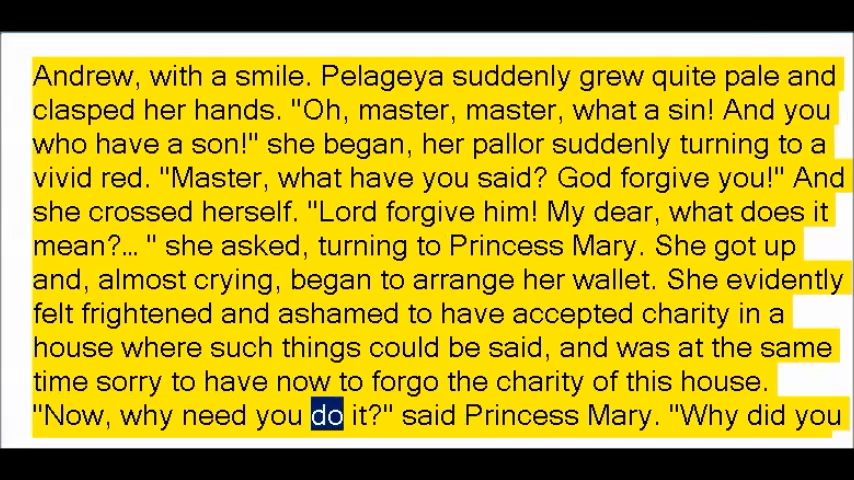 Andrew, with a smile. Pelageya suddenly grew quite pale and
clasped her hands. "Oh, master, master, what a sin! And you
who have a son!" she began, her pallor suddenly turning to a
vivid red. "Master, what have you said? God forgive you!" And
she crossed herself. "Lord forgive him! My dear, what does it
mean?... " she asked, turning to Princess Mary. She got up
and, almost crying, began to arrange her wallet. She evidently
felt frightened and ashamed to have accepted charity in a
house where such things could be said, and was at the same
time sorry to have now to forgo the charity of this house.
"Now, why need you do it?" said Princess Mary. "Why did you